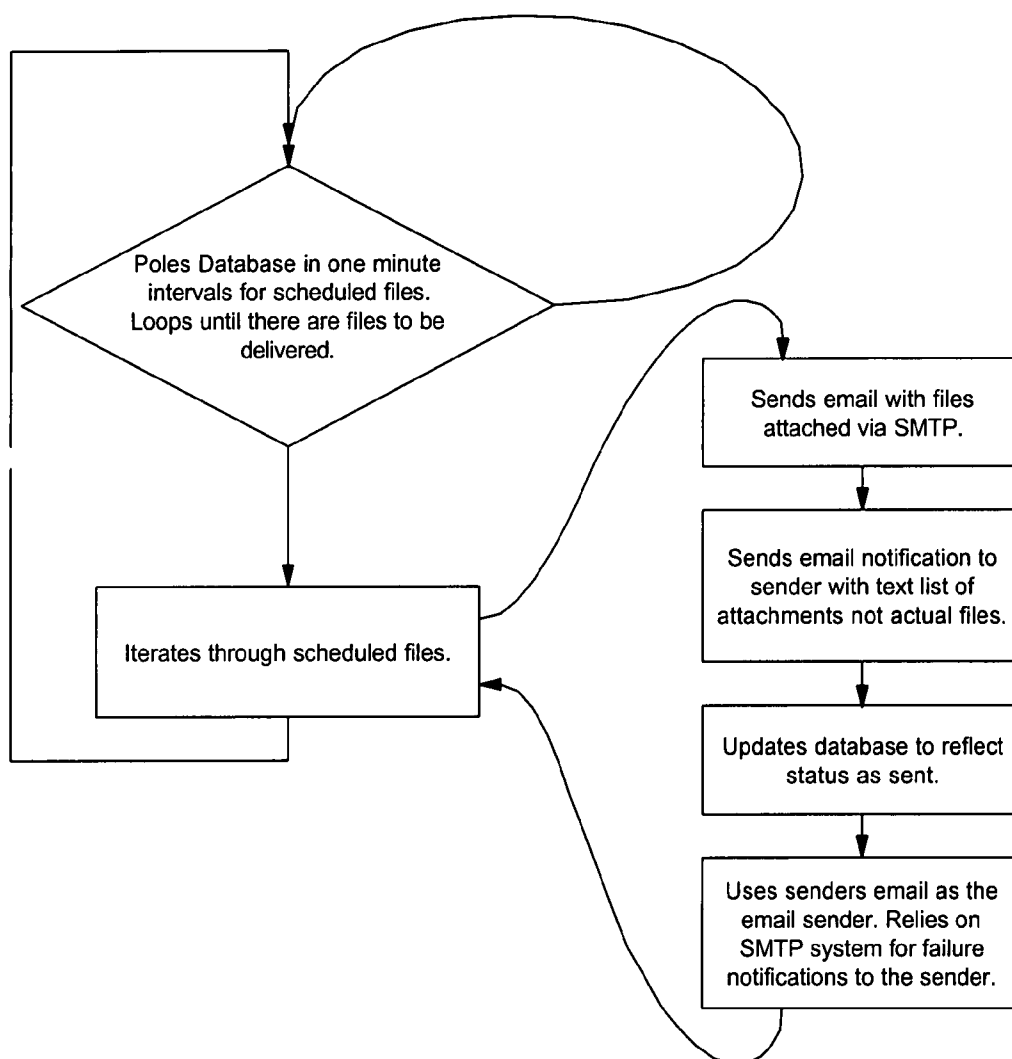 Poles Database in one minute
intervals for scheduled files.
Loops until there are files to be
delivered.
Iterates through scheduled files.
Sends email with files
attached via SMTP.
Sends email notification to
sender with text list of
attachments not actual files.
Updates database to reflect
status as sent.
Uses senders email as the
email sender. Relies on
SMTP system for failure
notifications to the sender.